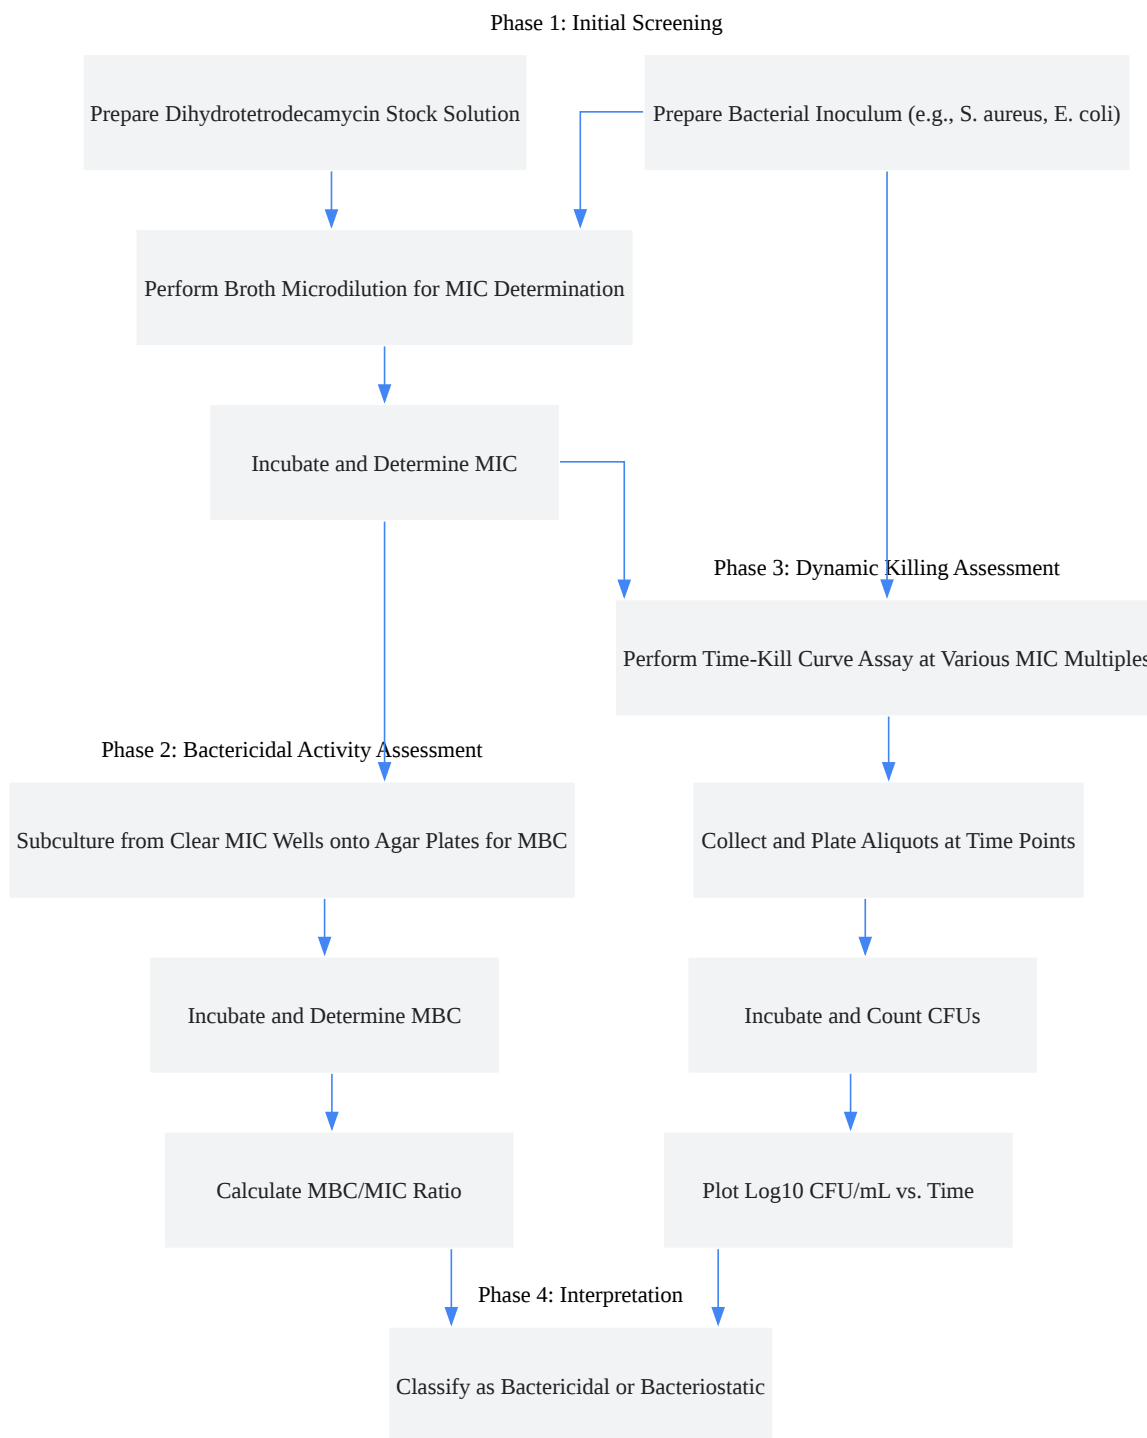 Phase 1: Initial Screening
Prepare Dihydrotetrodecamycin Stock Solution
Prepare Bacterial Inoculum (e.g., S. aureus, E. coli)
Perform Broth Microdilution for MIC Determination
Incubate and Determine MIC
Phase 3: Dynamic Killing Assessment
Perform Time-Kill Curve Assay at Various MIC Multiples
Phase 2: Bactericidal Activity Assessment
Subculture from Clear MIC Wells onto Agar Plates for MBC
Collect and Plate Aliquots at Time Points
Incubate and Determine MBC
Incubate and Count CFUs
Calculate MBC/MIC Ratio
Plot Log10 CFU/mL vs. Time
Phase 4: Interpretation
Classify as Bactericidal or Bacteriostatic